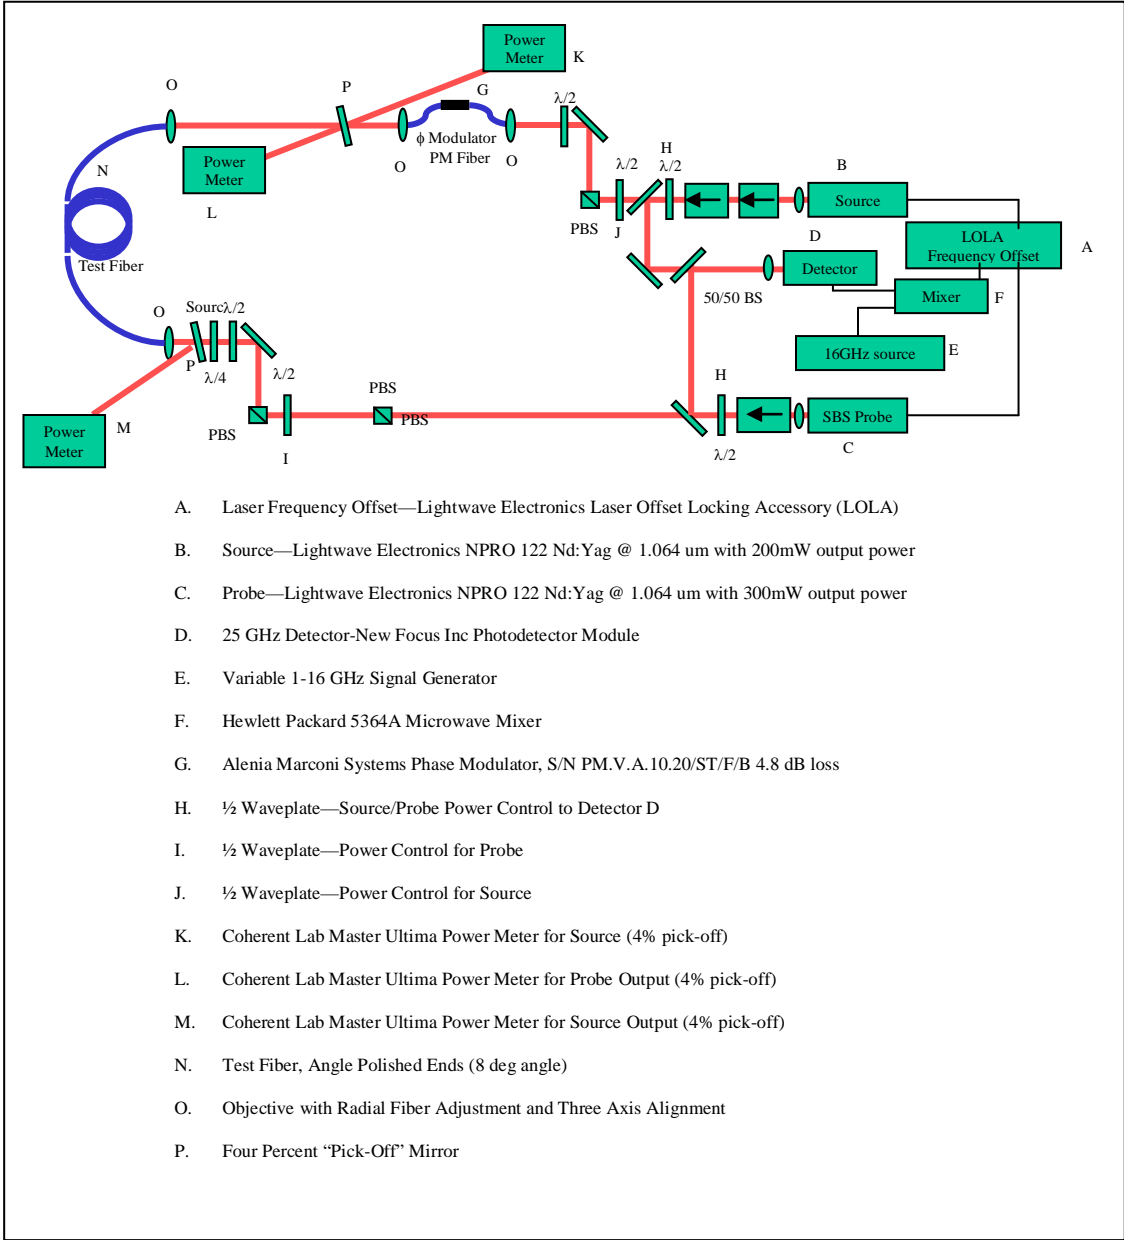 Power
Meter
K
O
P
G
λ/2
ϕ Modulator
PM Fiber
O
O
Power
Meter
L
N
Test Fiber
H
λ/2
λ/2
B
Source
PBS
J
D
LOLA
Frequency Offset
A
Detector
50/50 BS
Mixer
F
16GHz source
E
O
Sourc
λ/2
P
λ/4
λ/2
PBS
PBS
PBS
I
H
λ/2
SBS Probe
C
Power
Meter
M
A. Laser Frequency Offset—Lightwave Electronics Laser Offset Locking Accessory (LOLA)
B. Source—Lightwave Electronics NPRO 122 Nd:Yag @ 1.064 um with 200mW output power
C. Probe—Lightwave Electronics NPRO 122 Nd:Yag @ 1.064 um with 300mW output power
D. 25 GHz Detector-New Focus Inc Photodetector Module
E. Variable 1-16 GHz Signal Generator
F. Hewlett Packard 5364A Microwave Mixer
G. Alenia Marconi Systems Phase Modulator, S/N PM.V.A.10.20/ST/F/B 4.8 dB loss
H. ½ Waveplate—Source/Probe Power Control to Detector D
I. ½ Waveplate—Power Control for Probe
J. ½ Waveplate—Power Control for Source
K. Coherent Lab Master Ultima Power Meter for Source (4% pick-off)
L. Coherent Lab Master Ultima Power Meter for Probe Output (4% pick-off)
M. Coherent Lab Master Ultima Power Meter for Source Output (4% pick-off)
N. Test Fiber, Angle Polished Ends (8 deg angle)
O. Objective with Radial Fiber Adjustment and Three Axis Alignment
P. Four Percent “Pick-Off” Mirror